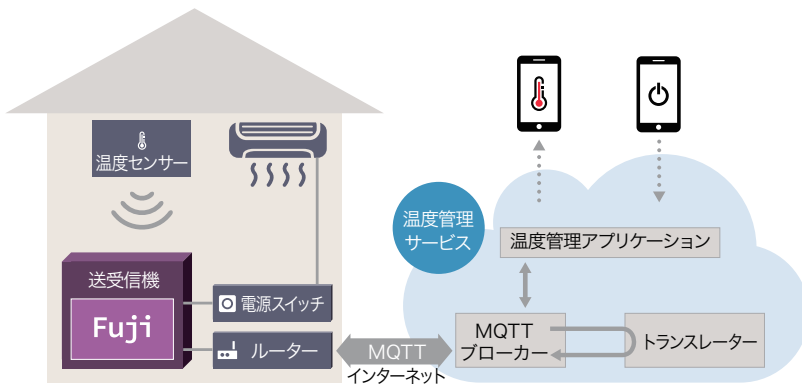 温度センサー
送受信機
Fuji
電源スイッチ
ルーター
MQTT
インターネット
温度管理
サービス
温度管理アプリケーション
MQTT
ブローカー
トランスレーター